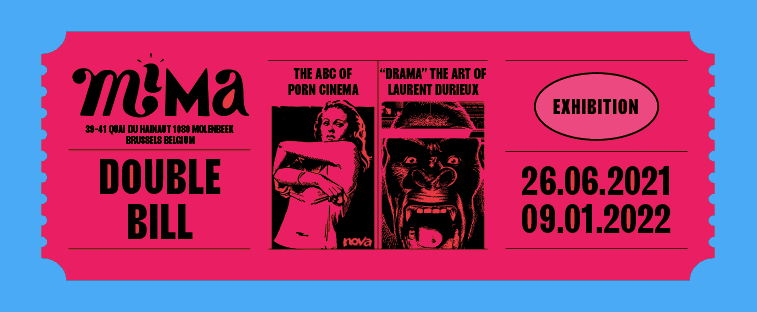 mima
39-41 QUAI DU HAINAUT 1080 MOLENBEEK
BRUSSELS BELGIUM
DOUBLE
BILL
THE ABC OF
PORN CINEMA
nova
"DRAMA" THE ART OF
LAURENT DURIEUX
EXHIBITION
26.06.2021
09.01.2022